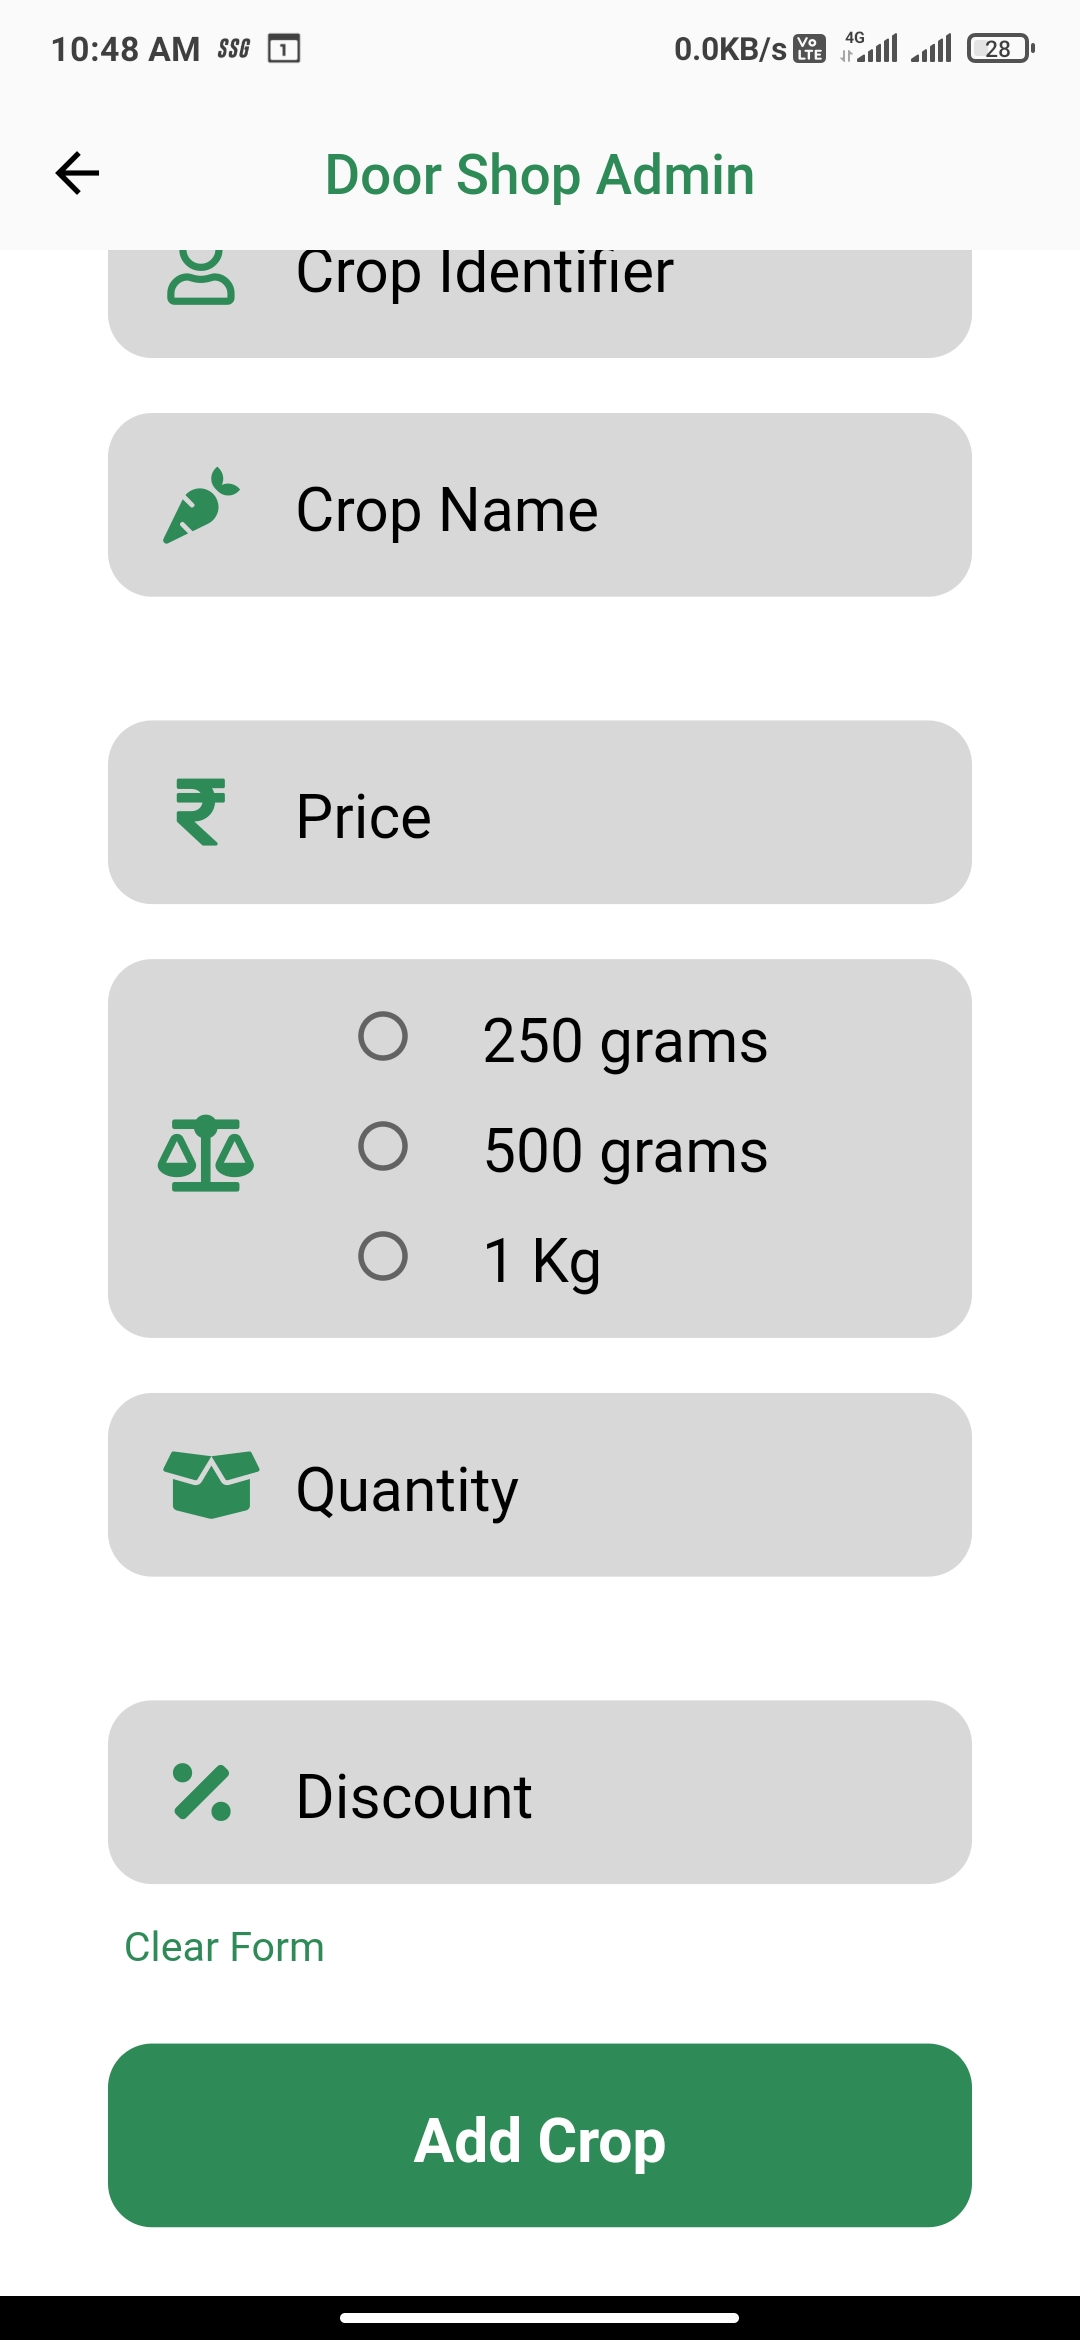 10:48 AM SSG 1 0.0KB/s Vo LTE 4G 28
Door Shop Admin
Crop Identifier
Crop Name
₹ Price
250 grams
500 grams
1 Kg
Quantity
% Discount
Clear Form
Add Crop